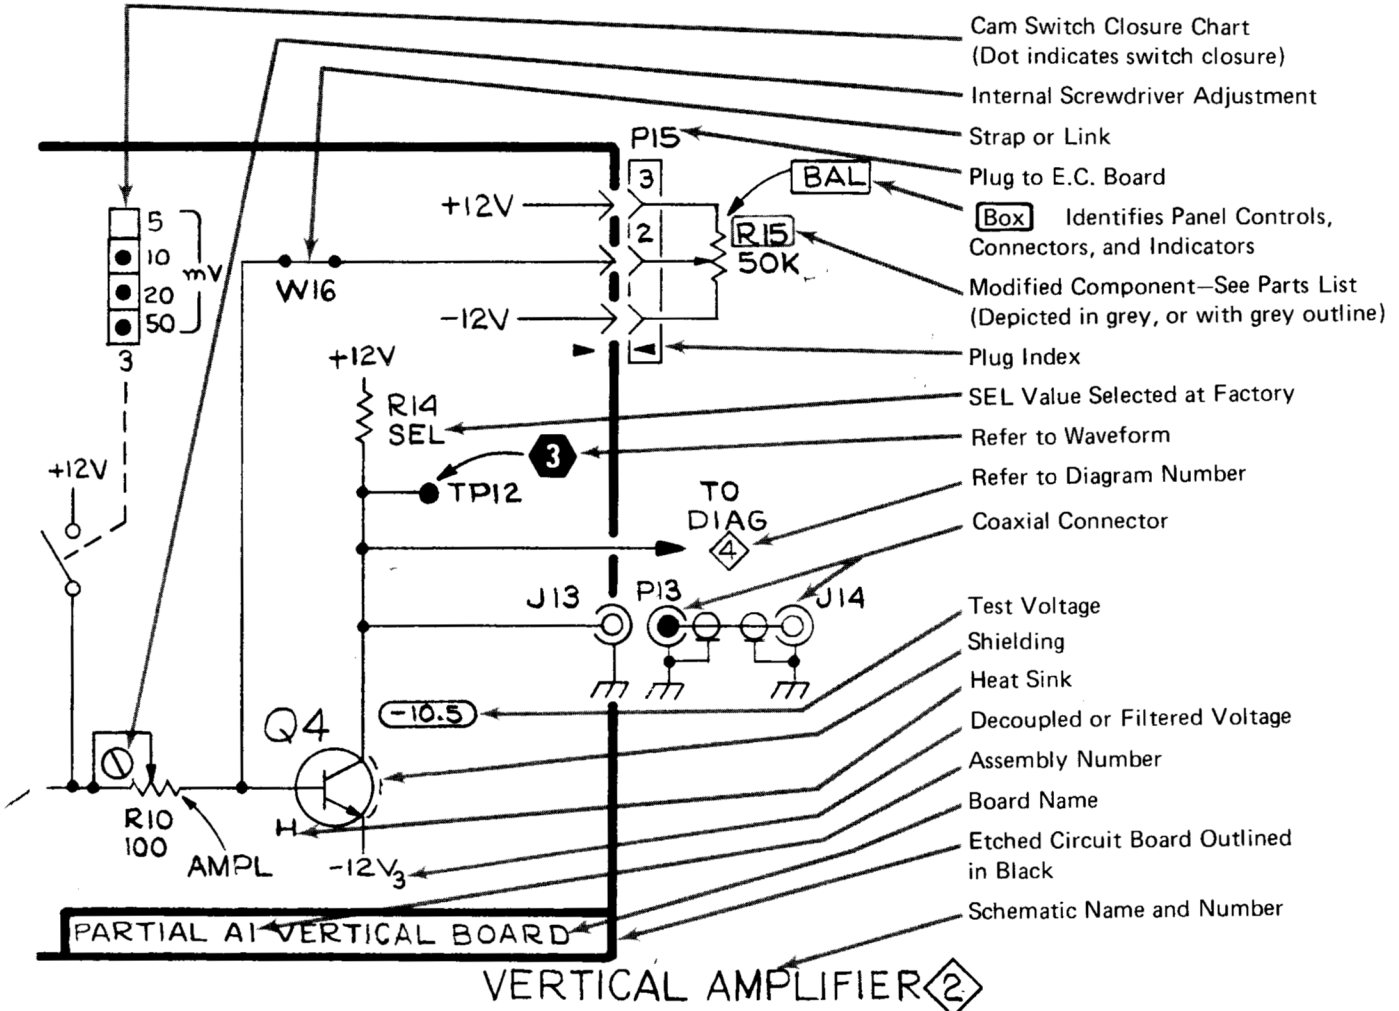 Cam Switch Closure Chart
(Dot indicates switch closure)
Internal Screwdriver Adjustment
Strap or Link
Plug to E.C. Board
Box Identifies Panel Controls,
Connectors, and Indicators
Modified Component—See Parts List
(Depicted in grey, or with grey outline)
Plug Index
SEL Value Selected at Factory
Refer to Waveform
Refer to Diagram Number
Coaxial Connector
Test Voltage
Shielding
Heat Sink
Decoupled or Filtered Voltage
Assembly Number
Board Name
Etched Circuit Board Outlined
in Black
Schematic Name and Number
P15
3
BAL
+12V
5
10
20
50
mV
3
2
R15
50K
W16
-12V
+12V
R14
SEL
3
TP12
+12V
TO
DIAG
4
J13
P13
J14
-10.5
Q4
R10
100
AMPL
H
-12V3
PARTIAL A1 VERTICAL BOARD
VERTICAL AMPLIFIER 2